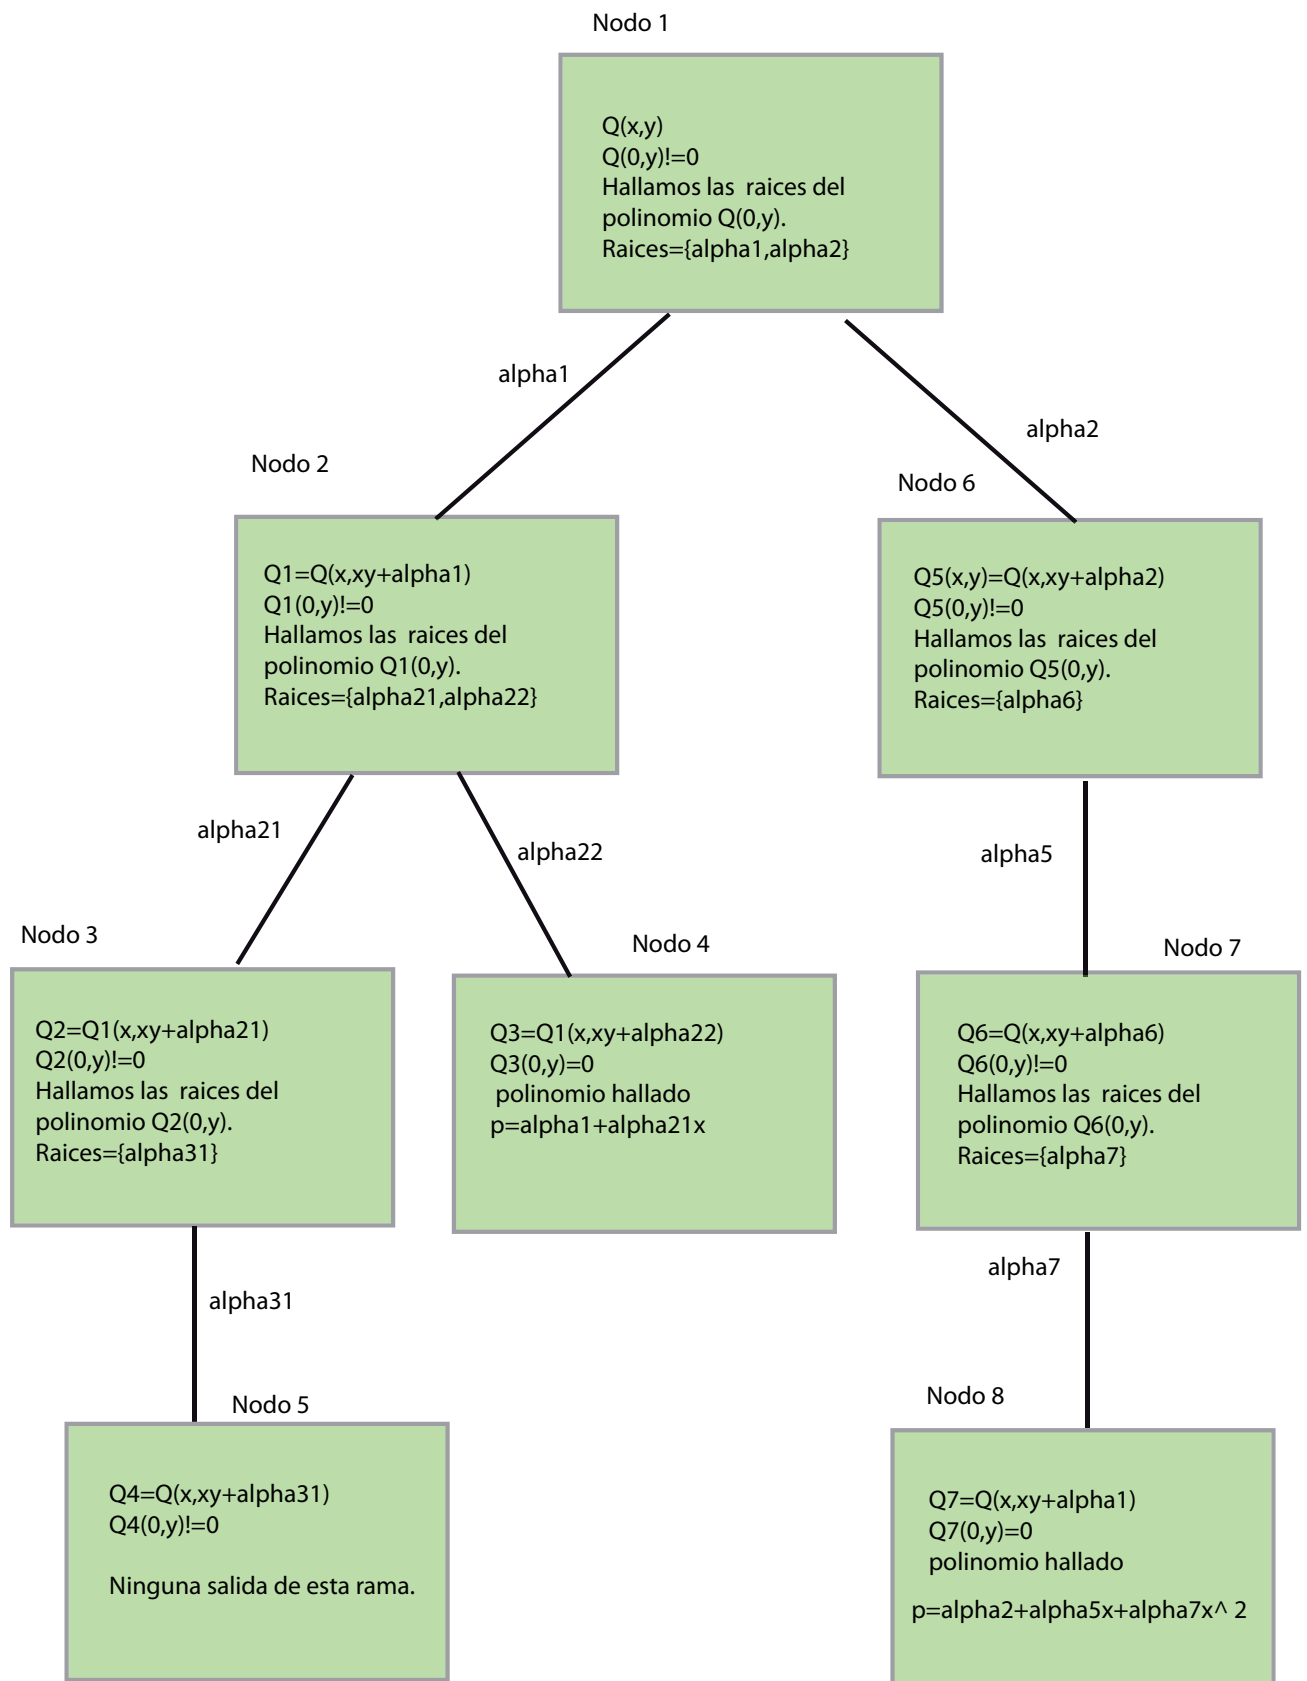 Nodo 1
Q(x,y)
Q(0,y)!=0
Hallamos las raices del
polinomio Q(0,y).
Raices={alpha1,alpha2}
alpha1
alpha2
Nodo 2
Q1=Q(x,xy+alpha1)
Q1(0,y)!=0
Hallamos las raices del
polinomio Q1(0,y).
Raices={alpha21,alpha22}
Nodo 6
Q5(x,y)=Q(x,xy+alpha2)
Q5(0,y)!=0
Hallamos las raices del
polinomio Q5(0,y).
Raices={alpha6}
alpha21
alpha22
alpha5
Nodo 3
Q2=Q1(x,xy+alpha21)
Q2(0,y)!=0
Hallamos las raices del
polinomio Q2(0,y).
Raices={alpha31}
Nodo 4
Q3=Q1(x,xy+alpha22)
Q3(0,y)=0
polinomio hallado
p=alpha1+alpha21x
Nodo 7
Q6=Q(x,xy+alpha6)
Q6(0,y)!=0
Hallamos las raices del
polinomio Q6(0,y).
Raices={alpha7}
alpha31
alpha7
Nodo 5
Q4=Q(x,xy+alpha31)
Q4(0,y)!=0
Ninguna salida de esta rama.
Nodo 8
Q7=Q(x,xy+alpha1)
Q7(0,y)=0
polinomio hallado
p=alpha2+alpha5x+alpha7x^ 2